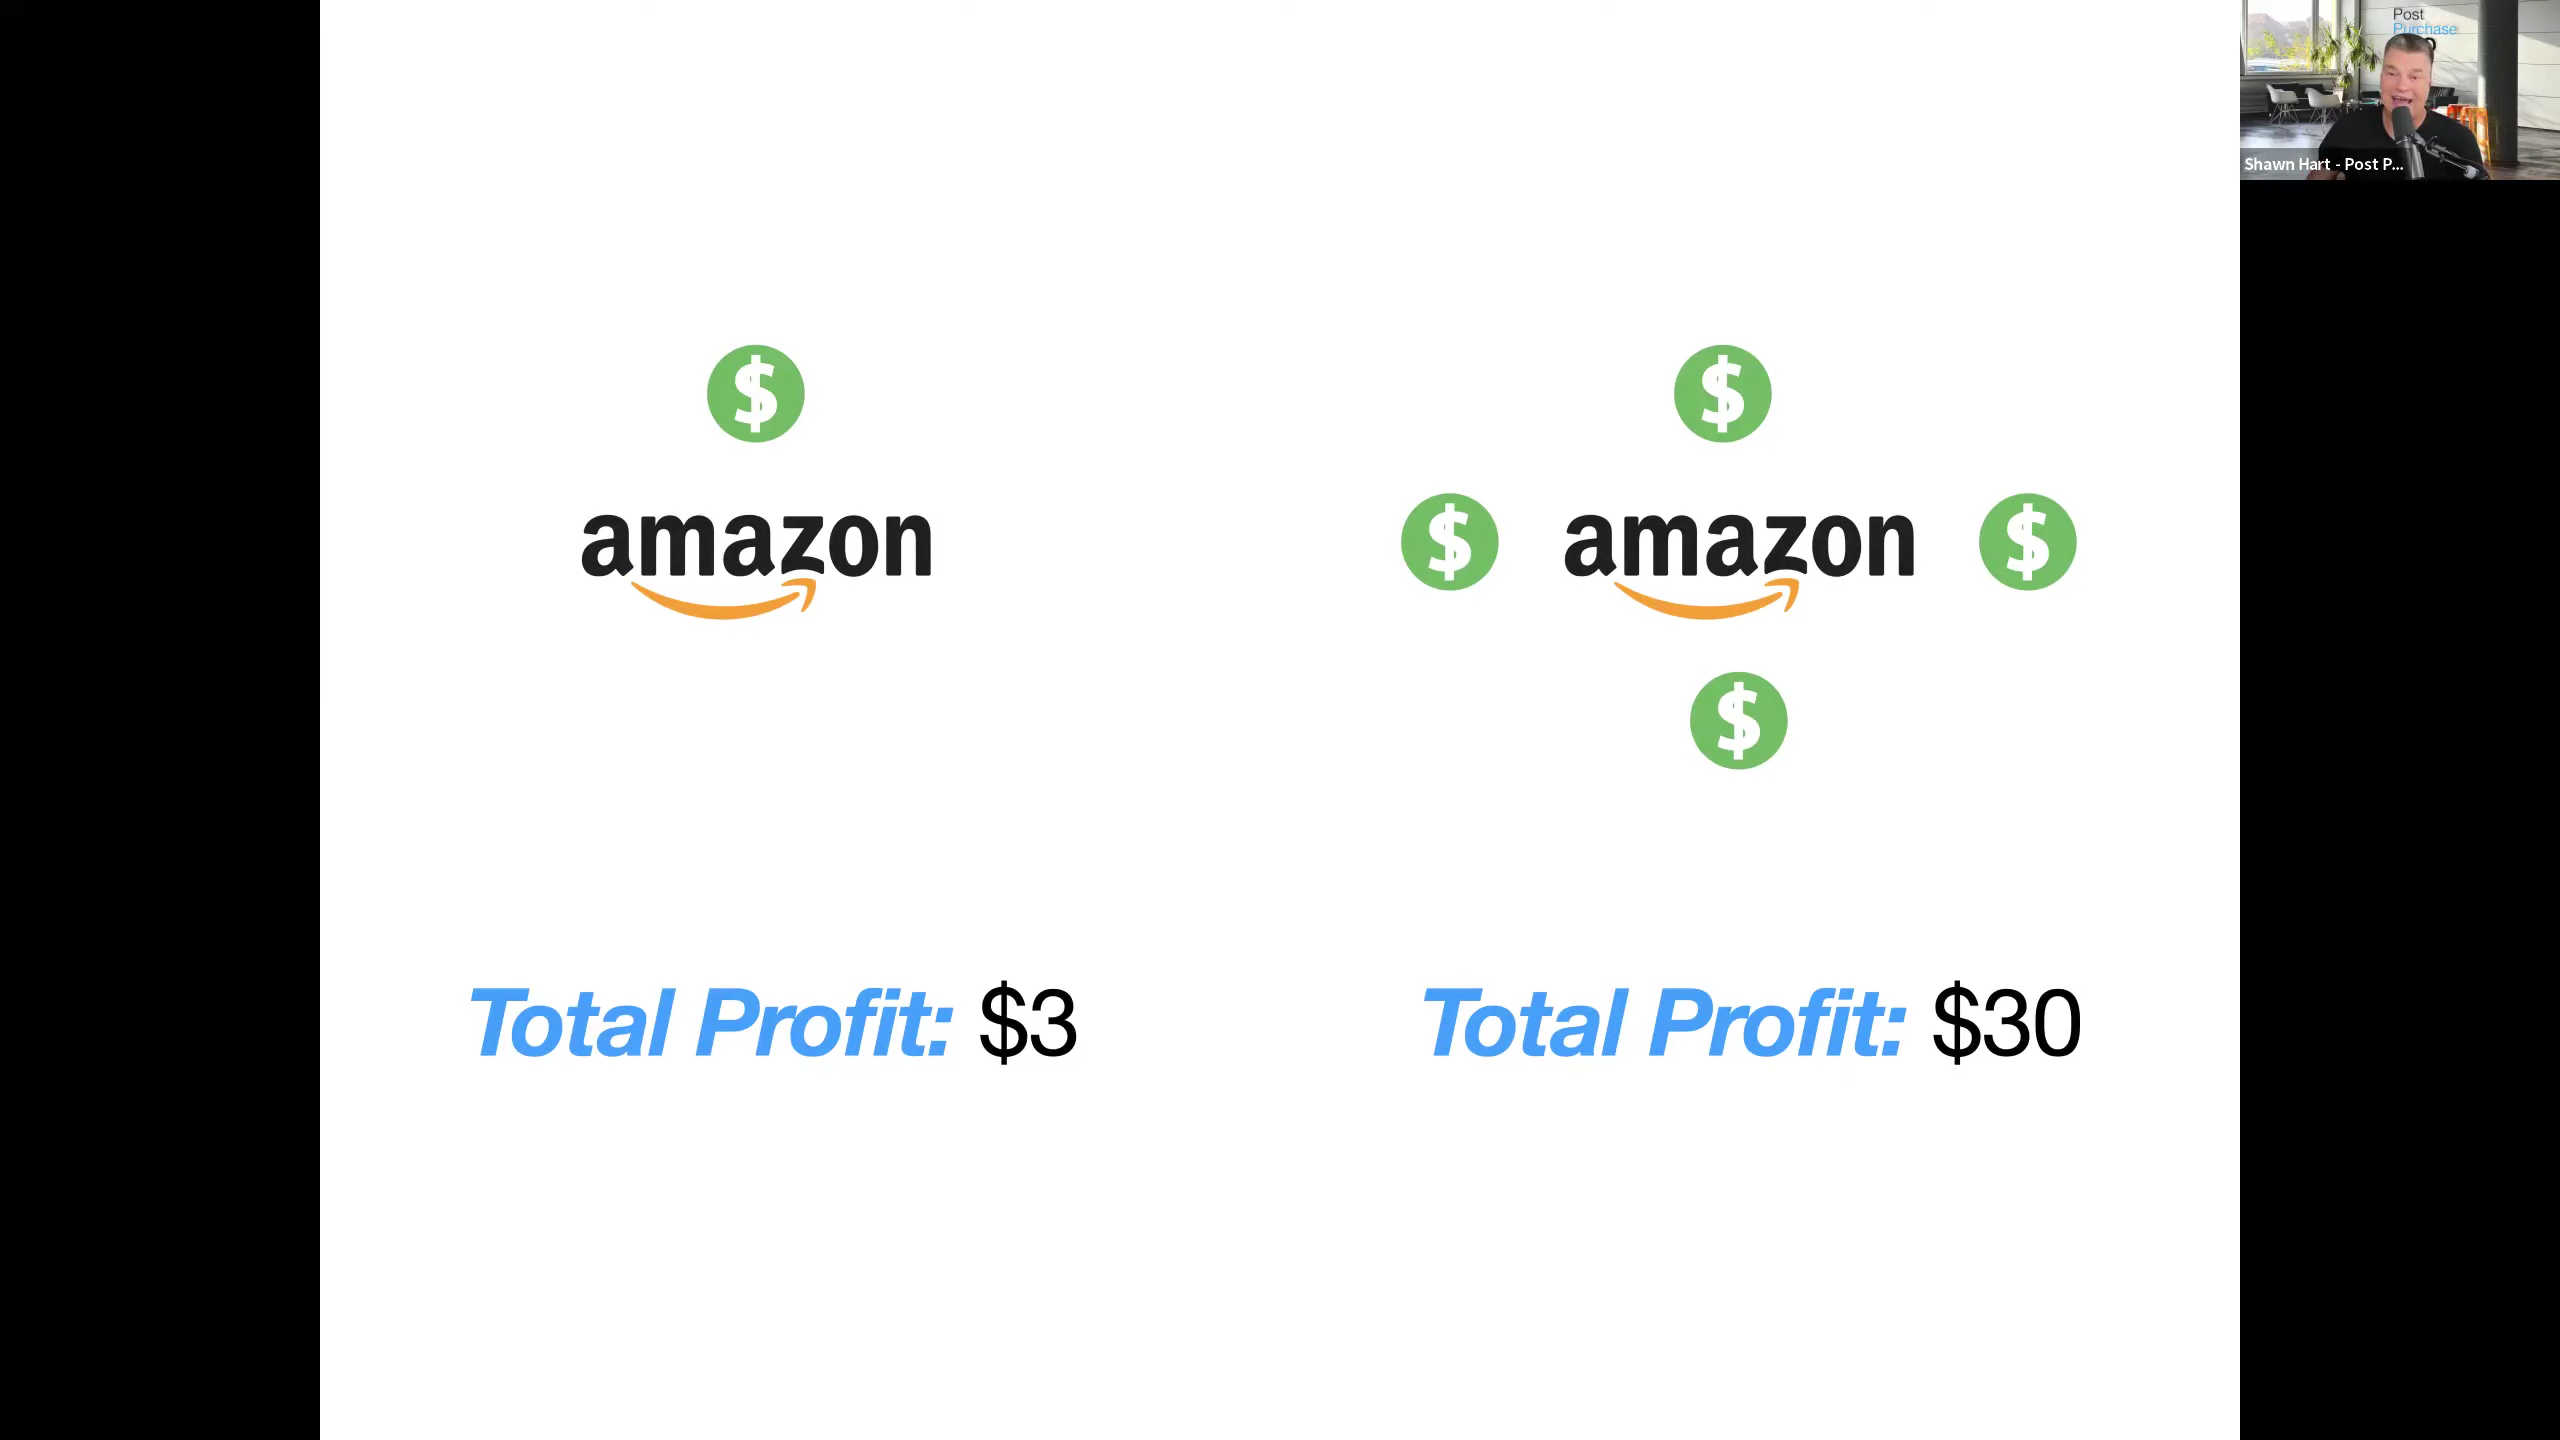 Post
Purchase
Shawn Hart - Post P...
$
$
amazon
$
amazon
$
$
Total Profit: $3
Total Profit: $30